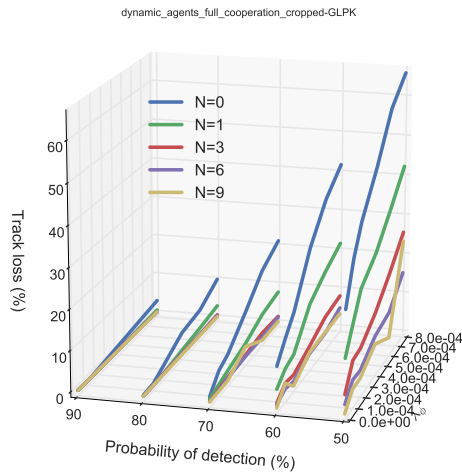 dynamic_agents_full_cooperation_cropped-GLPK
N=0
N=1
N=3
N=6
N=9
Track loss (%)
60
50
40
30
20
10
0
90
80
70
60
50
Probability of detection (%)
8.0e-04
7.0e-04
6.0e-04
5.0e-04
4.0e-04
3.0e-04
2.0e-04
1.0e-04
0.0e+00